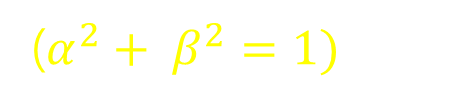 (α² + β² = 1)